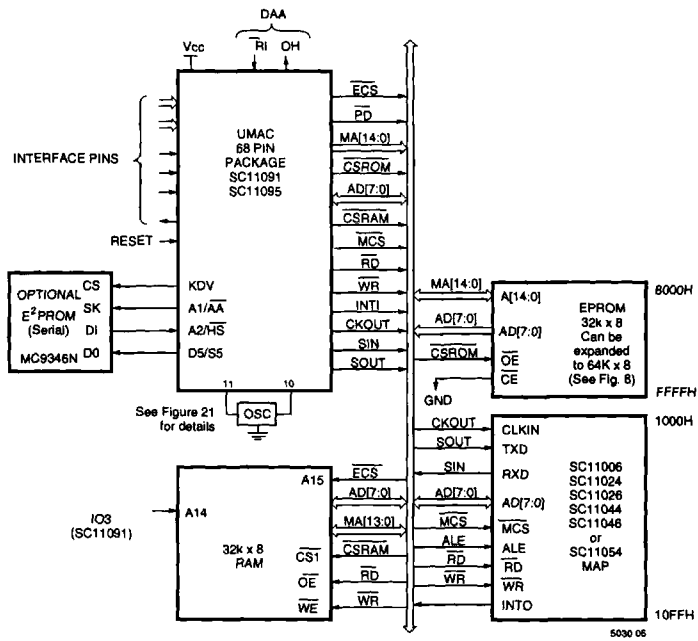 DAA
Vcc
RI
OH
UMAC
68 PIN
PACKAGE
SC11091
SC11095
INTERFACE PINS
RESET
KDV
A1/AA
A2/HS
D5/S5
CS
SK
DI
D0
OPTIONAL
E²PROM
(Serial)
MC9346N
11
10
OSC
See Figure 21
for details
ECS
PD
MA[14:0]
CSROM
AD[7:0]
CSRAM
MCS
RD
WR
INTI
CKOUT
SIN
SOUT
MA[14:0]
AD[7:0]
CSROM
GND
A[14:0]
AD[7:0]
OE
CE
EPROM
32k x 8
Can be
expanded
to 64K x 8
(See Fig. 8)
8000H
FFFFH
1000H
10FFH
CKOUT
SOUT
SIN
AD[7:0]
MCS
ALE
RD
WR
CLKIN
TXD
RXD
AD[7:0]
MCS
ALE
RD
WR
INTO
SC11006
SC11024
SC11026
SC11044
SC11046
or
SC11054
MAP
IO3
(SC11091)
A14
A15
32k x 8
RAM
CS1
OE
WE
ECS
AD[7:0]
MA[13:0]
CSRAM
RD
WR
5030 06